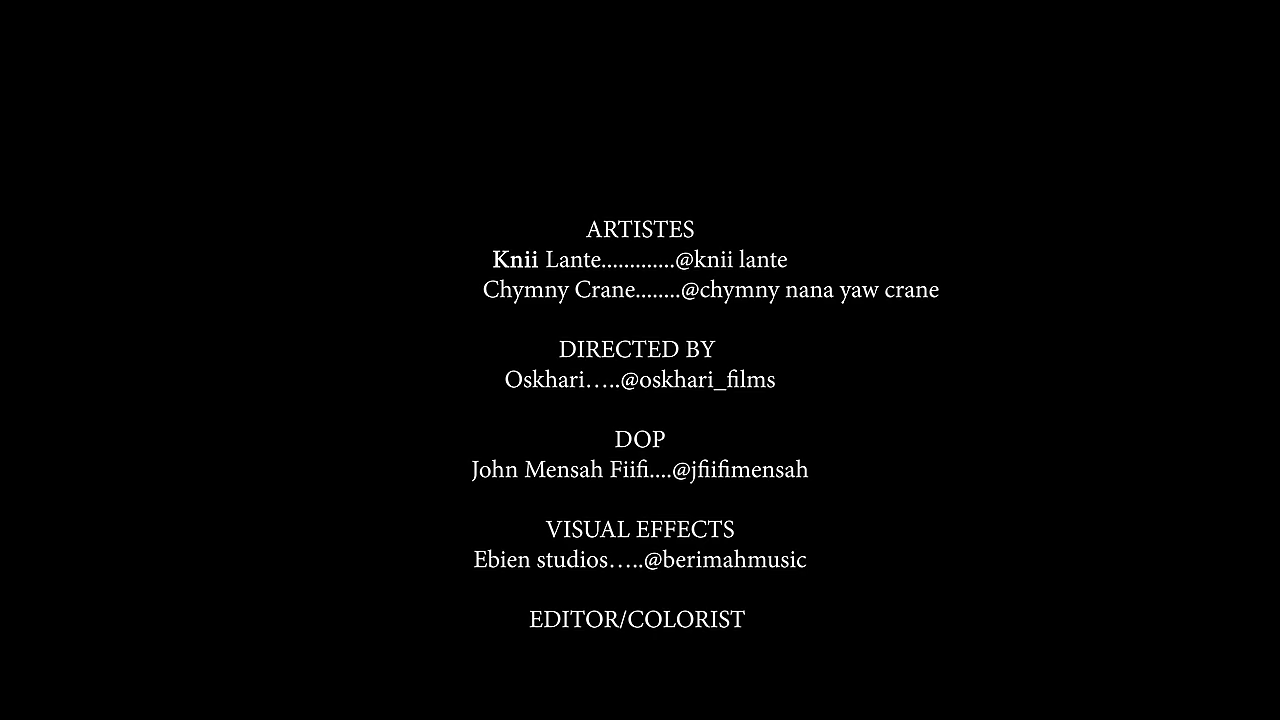 ARTISTES
Knii Lante.............@knii lante
Chymny Crane........@chymny nana yaw crane
DIRECTED BY
Oskhari…..@oskhari_films
DOP
John Mensah Fiifi....@jfiifimensah
VISUAL EFFECTS
Ebien studios…..@berimahmusic
EDITOR/COLORIST